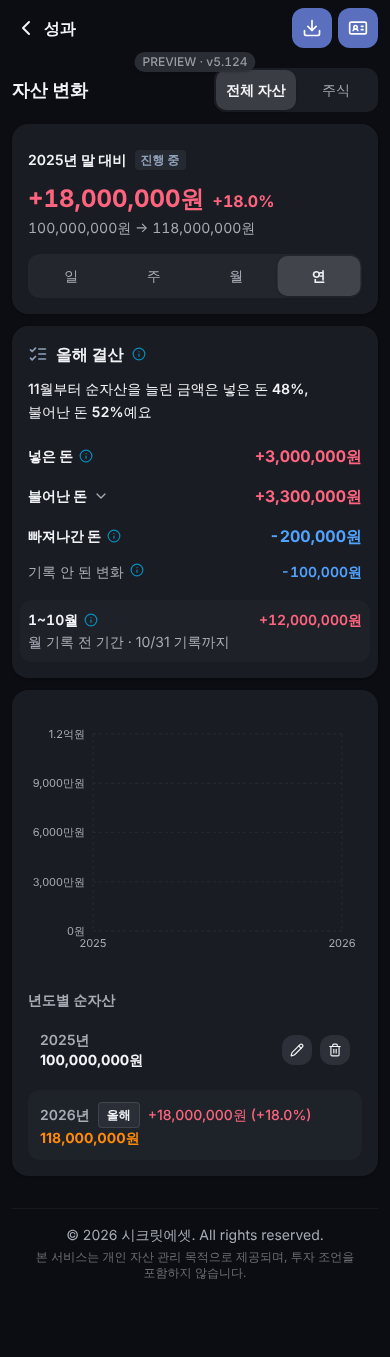 성과
PREVIEW · v5.124
자산 변화
전체 자산
주식
2025년 말 대비 진행 중
+18,000,000원 +18.0%
100,000,000원 → 118,000,000원
일 주 월 연
올해 결산
11월부터 순자산을 늘린 금액은 넣은 돈 48%,
불어난 돈 52%예요
넣은 돈 +3,000,000원
불어난 돈 +3,300,000원
빠져나간 돈 -200,000원
기록 안 된 변화 -100,000원
1~10월 +12,000,000원
월 기록 전 기간 · 10/31 기록까지
1.2억원
9,000만원
6,000만원
3,000만원
0원
2025 2026
년도별 순자산
2025년
100,000,000원
2026년 올해 +18,000,000원 (+18.0%)
118,000,000원
© 2026 시크릿에셋. All rights reserved.
본 서비스는 개인 자산 관리 목적으로 제공되며, 투자 조언을
포함하지 않습니다.